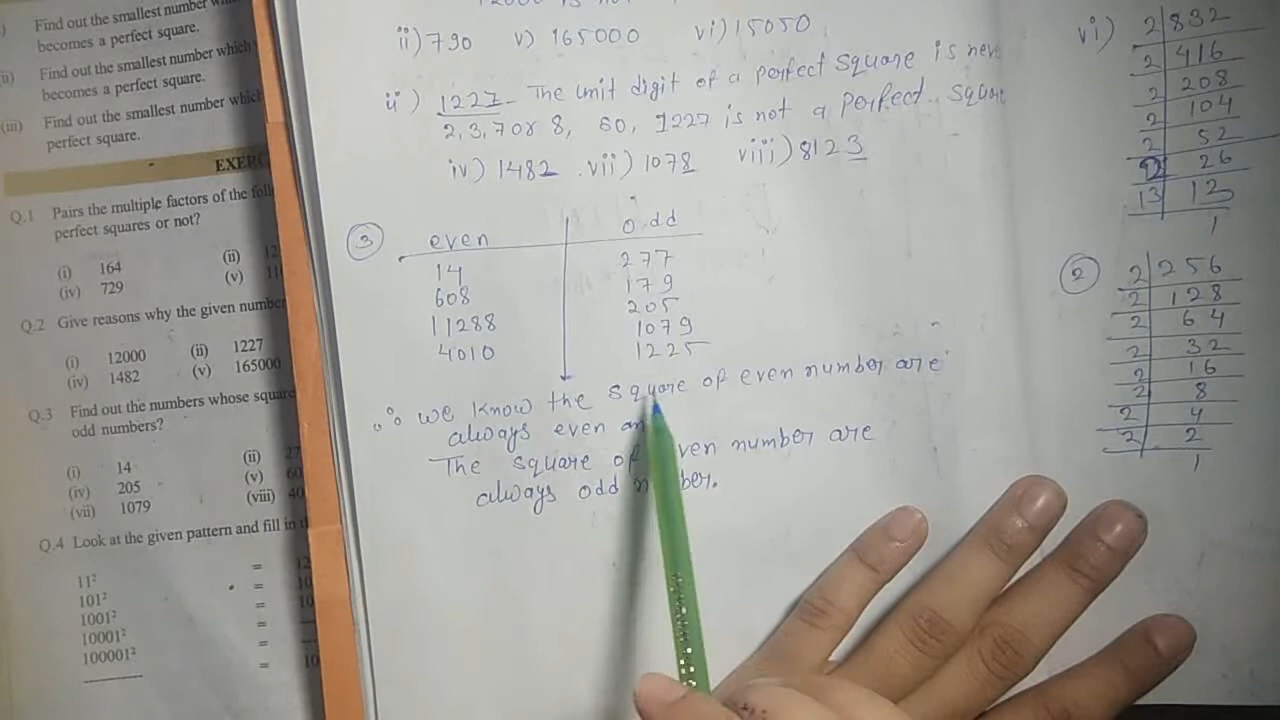 Find out the smallest number
becomes a perfect square.
ii) Find out the smallest number which
becomes a perfect square.
(iii) Find out the smallest number which
perfect square.
Q.1 Pairs the multiple factors of the
perfect squares or not?
(i) 164 (ii)
(iv) 729 (v)
Q.2 Give reasons why the given number
(i) 12000 (ii) 1227
(iv) 1482 (v) 165000
Q.3 Find out the numbers whose square
odd numbers?
(i) 14 (ii)
(iv) 205 (v)
(vii) 1079 (viii)
Q.4 Look at the given pattern and fill in
11² =
101² =
1001² =
10001² =
100001² =
ii) 790 v) 165000 vi) 15050
ii) 1227 The unit digit of a perfect square is
2, 3, 7 or 8, so, 1227 is not a perfect square
iv) 1482 vii) 1078 viii) 8123
3 even odd
14 277
608 179
11288 205
4010 1079
1225
∴ we know the square of even number are
always even
The square of even number are
always odd number.
vi) 2 832
2 416
2 208
2 104
2 52
2 26
13
1
2 2 256
2 128
2 64
2 32
2 16
2 8
2 4
2 2
1